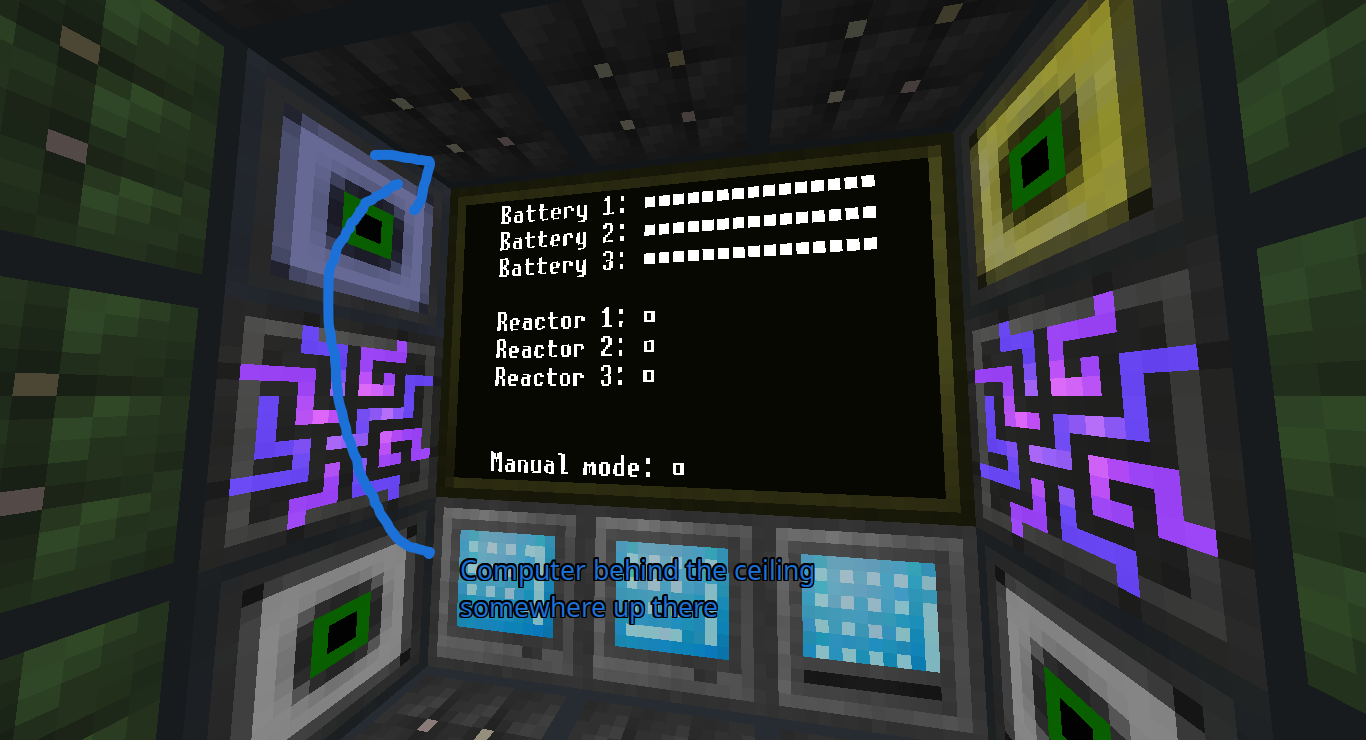 Battery 1: ■■■■■■■■■■■■■■■■
Battery 2: ■■■■■■■■■■■■■■■■
Battery 3: ■■■■■■■■■■■■■■■■
Reactor 1: □
Reactor 2: □
Reactor 3: □
Manual mode: □
Computer behind the ceiling
somewhere up there